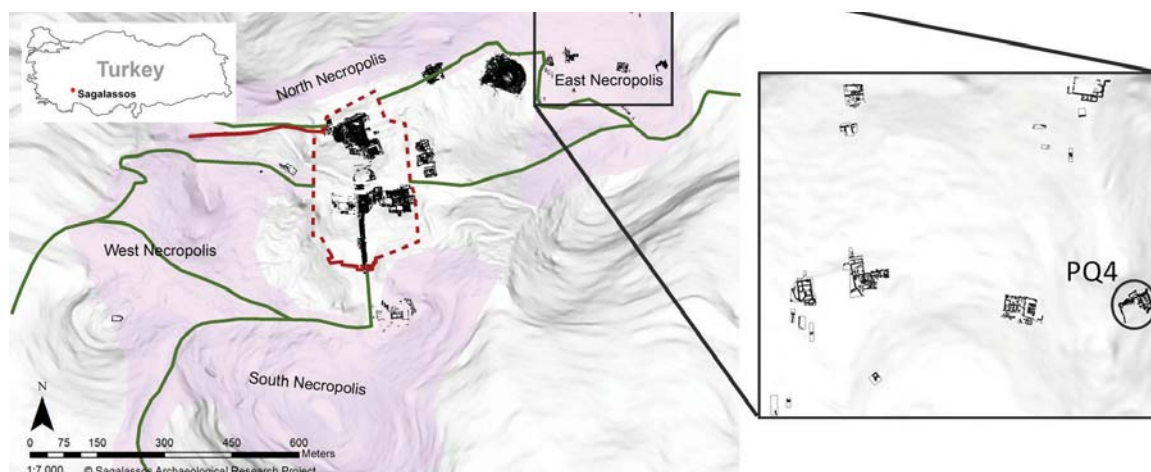 Turkey
Sagalassos
North Necropolis
East Necropolis
West Necropolis
South Necropolis
PQ4
N
0 75 150 300 450 600
Meters
1:7.000 © Sagalassos Archaeological Research Project